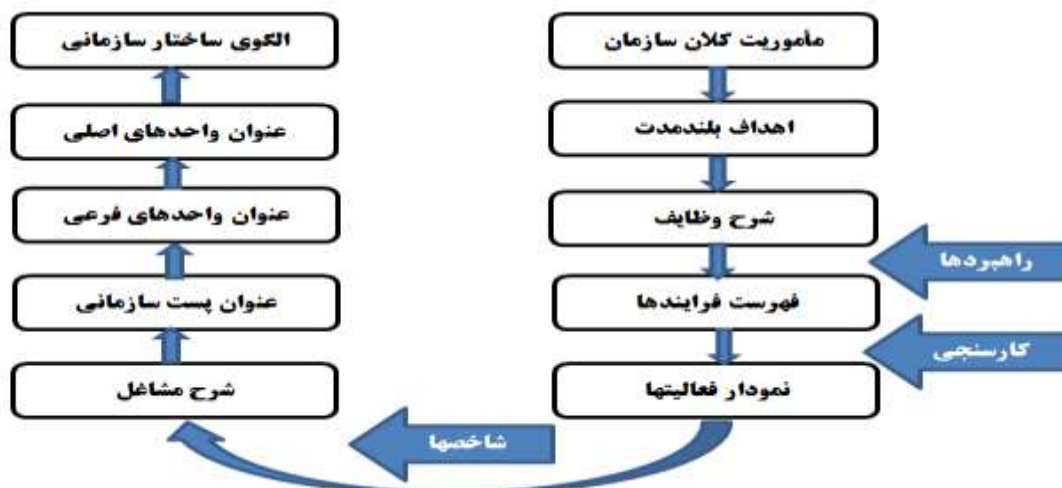 مأموریت کلان سازمان
اهداف بلندمدت
شرح وظایف
راهبردها
فهرست فرایندها
کارسنجی
نمودار فعالیتها
شاخصها
شرح مشاغل
عنوان پست سازمانی
عنوان واحدهای فرعی
عنوان واحدهای اصلی
الگوی ساختار سازمانی